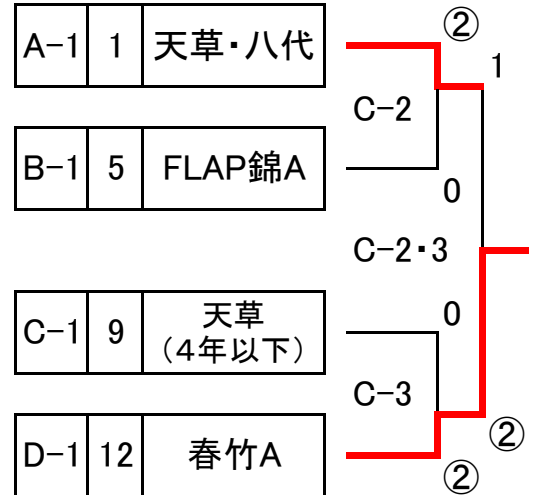 ②
A-1 1 天草・八代
1
C-2
B-1 5 FLAP錦A
0
C-2・3
0
C-1 9 天草
(4年以下)
C-3
②
D-1 12 春竹A
②